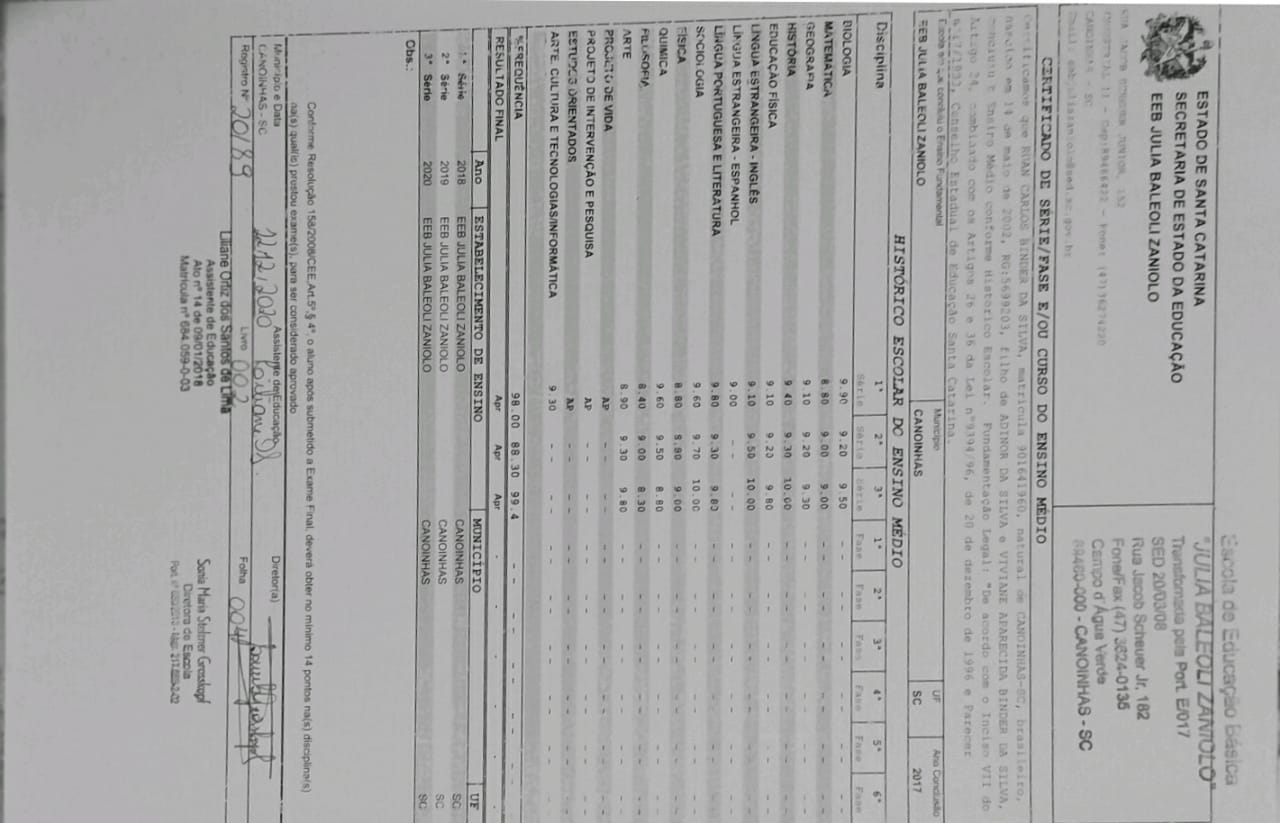 ESTADO DE SANTA CATARINA
SECRETARIA DE ESTADO DA EDUCAÇÃO
EEB JULIA BALEOLI ZANIOLO
Escola de Educação Básica
"JULIA BALEOLI ZANIOLO"
Transformada pela Port. E/017
SED 20/03/08
Rua Jacob Scheuer Jr, 182
Fone/Fax (47) 3624-0135
Campo d'Água Verde
89460-000 - CANOINHAS - SC
CANOINHAS - SC
CERTIFICADO DE SÉRIE/FASE E/OU CURSO DO ENSINO MÉDIO
Certificamos que RUAN CARLOS BINDER DA SILVA, matrícula 901641960, natural de CANOINHAS-SC, brasileiro,
nascido em 14 de maio de 2002, RG:5699203, filho de ADINOR DA SILVA e VIVIANE APARECIDA BINDER DA SILVA,
concluiu o Ensino Médio conforme Histórico Escolar. Fundamentação Legal: "De acordo com o Inciso VII do
Artigo 24, combinado com os Artigos 26 e 36 da Lei nº9394/96, de 20 de dezembro de 1996 e Parecer
Conselho Estadual de Educação Santa Catarina.
Escola em que concluiu o Ensino Fundamental Município UF Ano Conclusão
EEB JULIA BALEOLI ZANIOLO CANOINHAS SC 2017
HISTÓRICO ESCOLAR DO ENSINO MÉDIO
Disciplina 1ª Série 2ª Série 3ª Série 1ª Fase 2ª Fase 3ª Fase 4ª Fase 5ª Fase 6ª Fase
BIOLOGIA 9.90 9.20 9.50 -- -- -- -- -- --
MATEMATICA 8.80 9.00 9.00 -- -- -- -- -- --
GEOGRAFIA 9.10 9.20 9.30 -- -- -- -- -- --
HISTÓRIA 9.40 9.30 10.00 -- -- -- -- -- --
EDUCAÇÃO FÍSICA 9.10 9.20 9.80 -- -- -- -- -- --
LINGUA ESTRANGEIRA - INGLÊS 9.10 9.50 10.00 -- -- -- -- -- --
LINGUA ESTRANGEIRA - ESPANHOL 9.00 -- -- -- -- -- -- -- --
LÍNGUA PORTUGUESA E LITERATURA 9.80 9.30 9.80 -- -- -- -- -- --
SOCIOLOGIA 9.60 9.70 10.00 -- -- -- -- -- --
FÍSICA 8.80 8.80 9.00 -- -- -- -- -- --
QUIMICA 9.60 9.50 8.80 -- -- -- -- -- --
FILOSOFIA 8.40 9.00 8.30 -- -- -- -- -- --
ARTE 8.90 9.30 9.80 -- -- -- -- -- --
PROJETO DE VIDA AP -- -- -- -- -- -- -- --
PROJETO DE INTERVENÇÃO E PESQUISA AP -- -- -- -- -- -- -- --
ESTUDOS ORIENTADOS AP -- -- -- -- -- -- -- --
ARTE, CULTURA E TECNOLOGIAS/INFORMÁTICA 9.30 -- -- -- -- -- -- -- --
% FREQUÊNCIA 98.00 88.30 99.4 -- -- -- -- -- --
RESULTADO FINAL Apr Apr Apr - - - - - -
Ano ESTABELECIMENTO DE ENSINO MUNICÍPIO UF
1ª Série 2018 EEB JULIA BALEOLI ZANIOLO CANOINHAS SC
2ª Série 2019 EEB JULIA BALEOLI ZANIOLO CANOINHAS SC
3ª Série 2020 EEB JULIA BALEOLI ZANIOLO CANOINHAS SC
Obs.:
Conforme Resolução 158/2008/CEE,Art.5º,§ 4º, o aluno após submetido a Exame Final, deverá obter no mínimo 14 pontos na(s) disciplina(s)
na(s) qual(is) prestou exame(s), para ser considerado aprovado
Município e Data Assistente de Educação Diretor(a)
CANOINHAS - SC 22/12/2020
Registro Nº 20189 Livro 002 Folha 004
Liliane Ortiz dos Santos de Lima
Assistente de Educação
Ato nº 14 de 09/01/2018
Matrícula nº 684.059-0-03
Sonia Maria Stelzner Grosskopf
Diretora de Escola